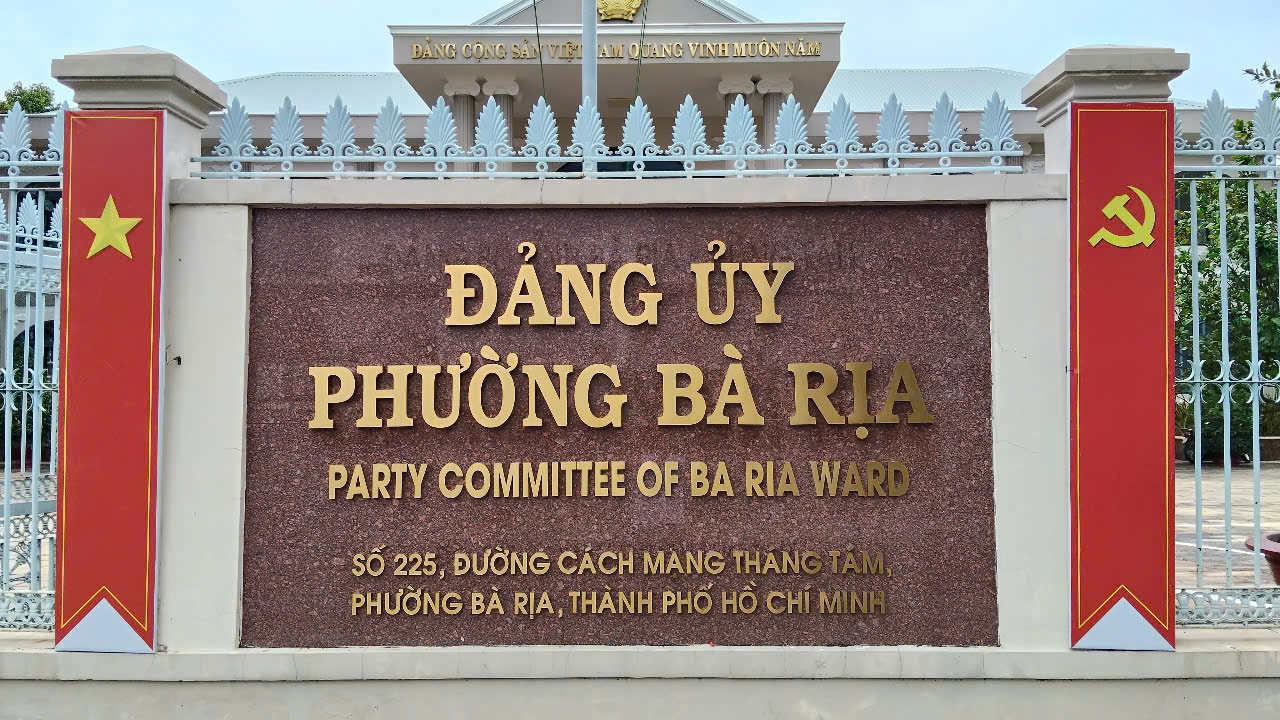 ĐẢNG CỘNG SẢN VIỆT NAM QUANG VINH MUÔN NĂM
ĐẢNG ỦY
PHƯỜNG BÀ RỊA
PARTY COMMITTEE OF BA RIA WARD
SỐ 225, ĐƯỜNG CÁCH MẠNG THÁNG TÁM,
PHƯỜNG BÀ RỊA, THÀNH PHỐ HỒ CHÍ MINH